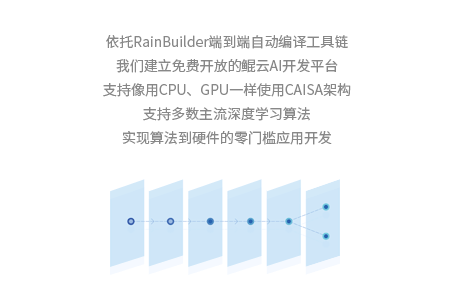 依托RainBuilder端到端自动编译工具链
我们建立免费开放的鲲云AI开发平台
支持像用CPU、GPU一样使用CAISA架构
支持多数主流深度学习算法
实现算法到硬件的零门槛应用开发